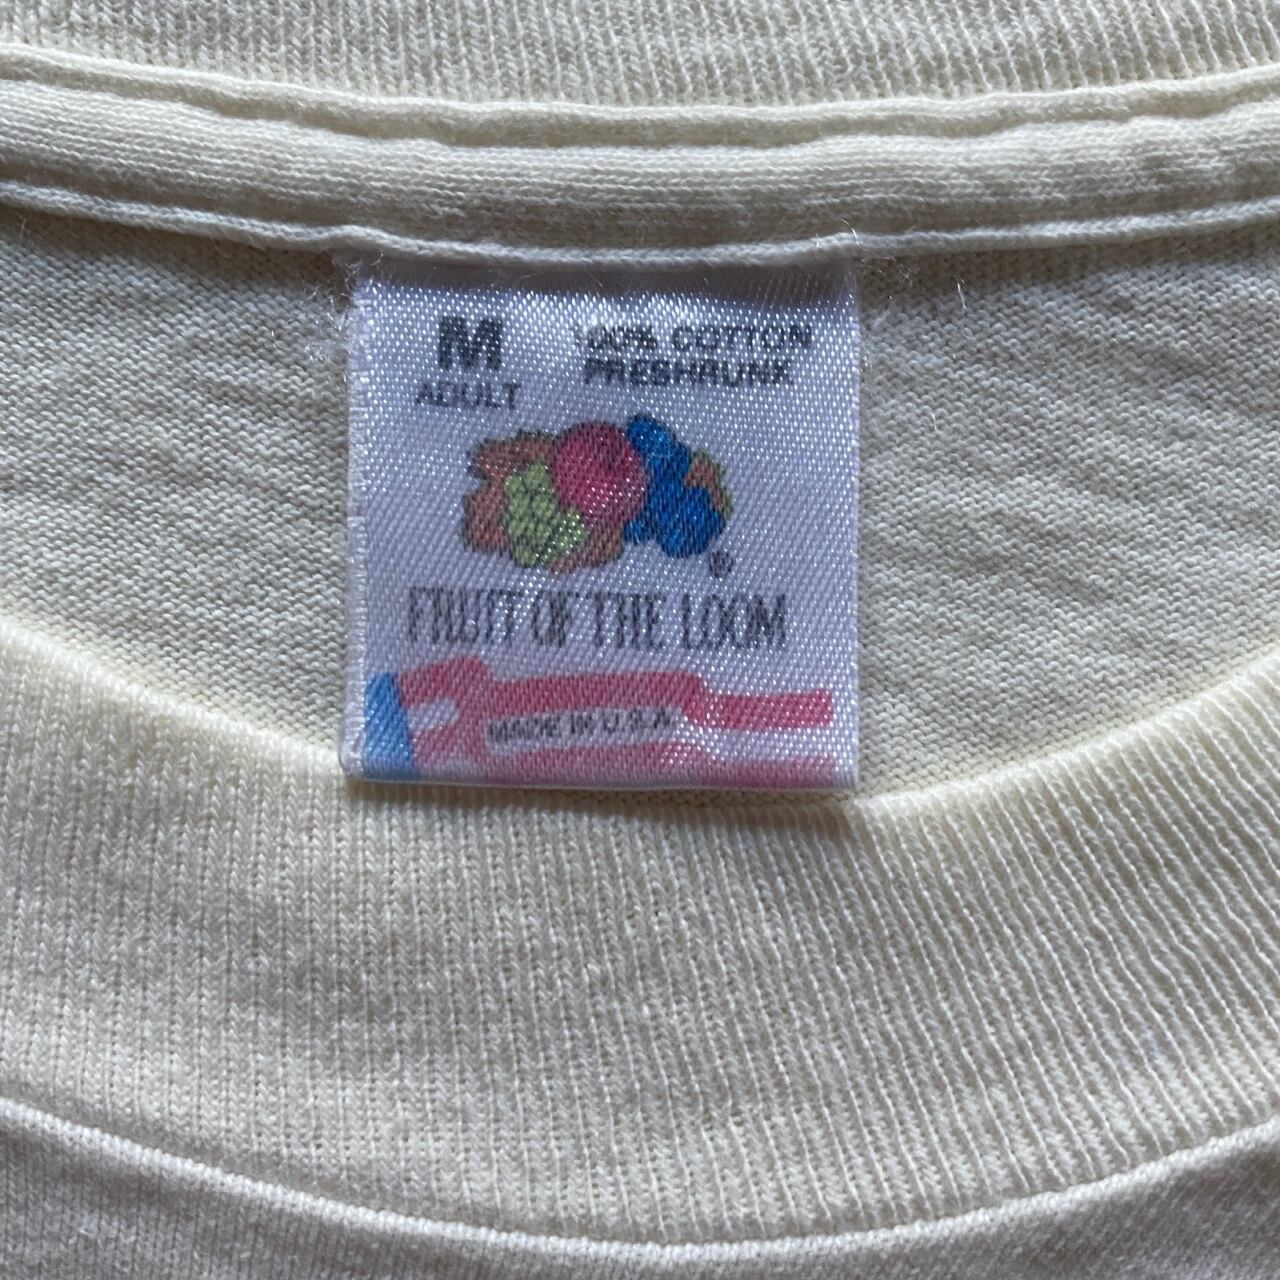 M
ADULT
100% COTTON
PRESHRUNK
®
FRUIT OF THE LOOM
MADE IN U.S.A.